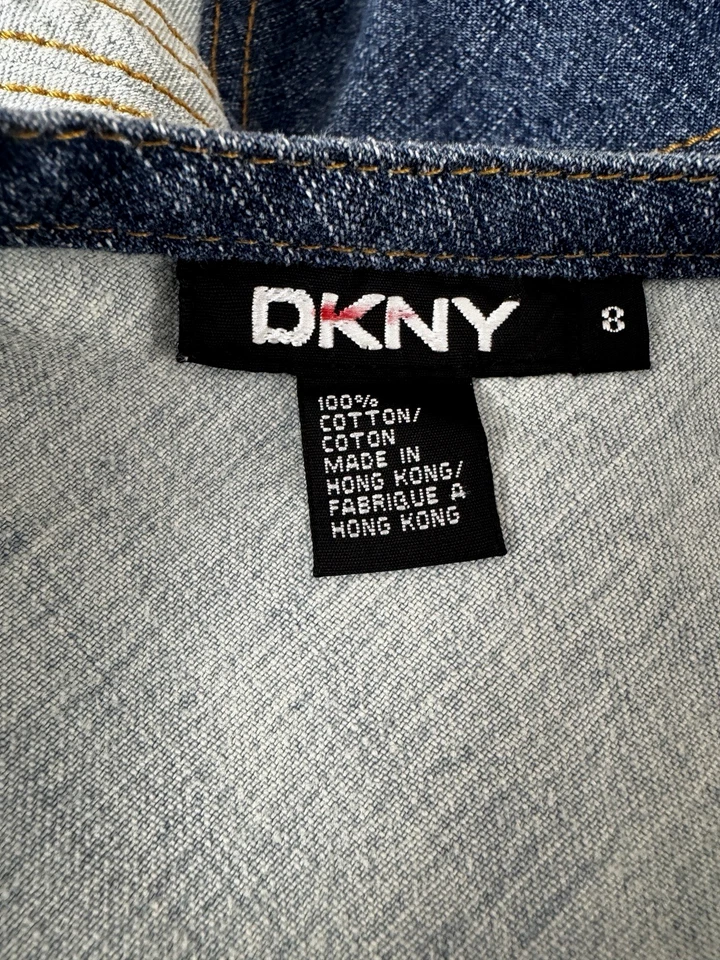 DKNY 8
100%
COTTON/
COTON
MADE IN
HONG KONG/
FABRIQUE A
HONG KONG